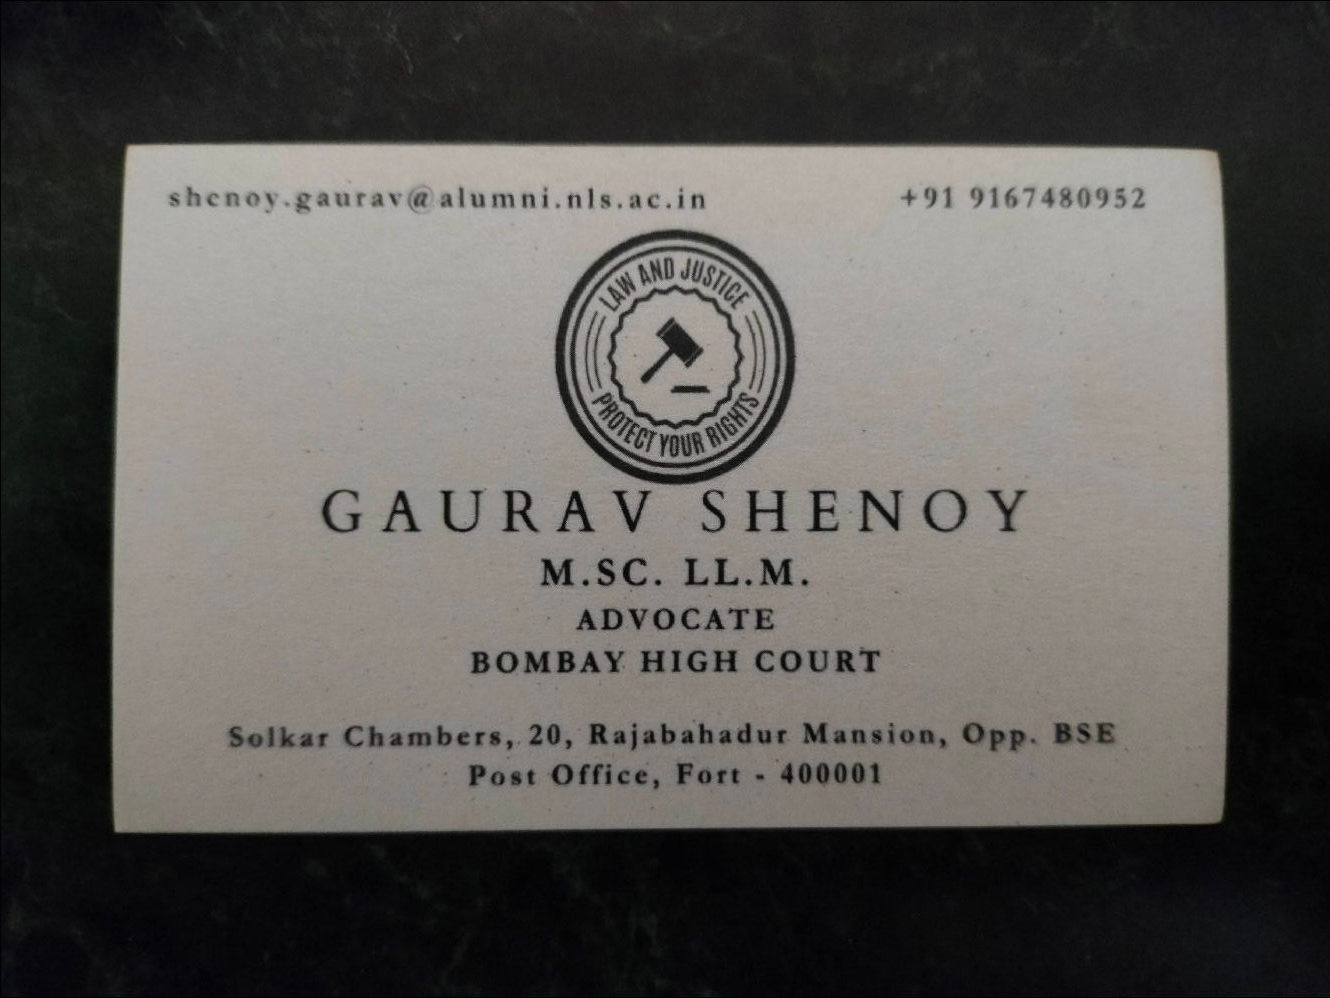 shenoy.gaurav@alumni.nls.ac.in +91 9167480952
LAW AND JUSTICE
PROTECT YOUR RIGHTS
GAURAV SHENOY
M.SC. LL.M.
ADVOCATE
BOMBAY HIGH COURT
Solkar Chambers, 20, Rajabahadur Mansion, Opp. BSE
Post Office, Fort - 400001